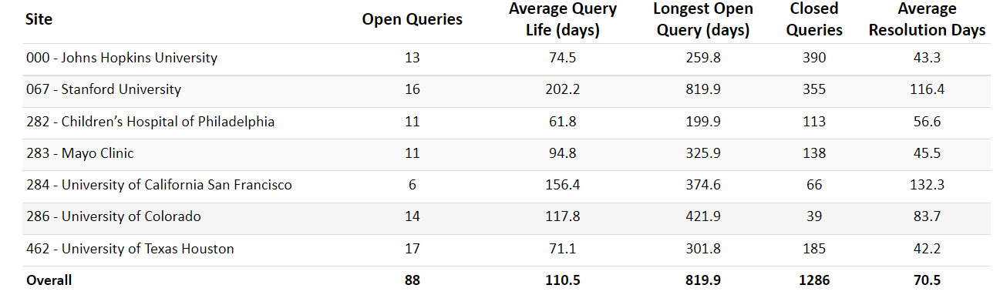 Site Open Queries Average Query Life (days) Longest Open Query (days) Closed Queries Average Resolution Days
000 - Johns Hopkins University 13 74.5 259.8 390 43.3
067 - Stanford University 16 202.2 819.9 355 116.4
282 - Children’s Hospital of Philadelphia 11 61.8 199.9 113 56.6
283 - Mayo Clinic 11 94.8 325.9 138 45.5
284 - University of California San Francisco 6 156.4 374.6 66 132.3
286 - University of Colorado 14 117.8 421.9 39 83.7
462 - University of Texas Houston 17 71.1 301.8 185 42.2
Overall 88 110.5 819.9 1286 70.5